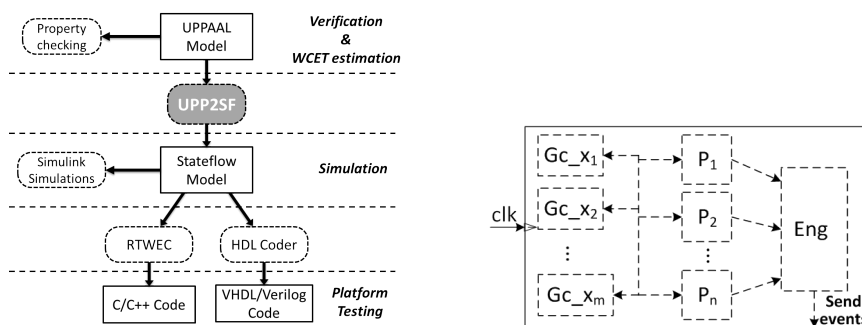 Property
checking
UPPAAL
Model
Verification
&
WCET estimation
UPP2SF
Simulink
Simulations
Stateflow
Model
Simulation
RTWEC
HDL Coder
C/C++ Code
VHDL/Verilog
Code
Platform
Testing
clk
Gc_x1
Gc_x2
⋮
Gc_xm
P1
P2
⋮
Pn
Eng
Send
event